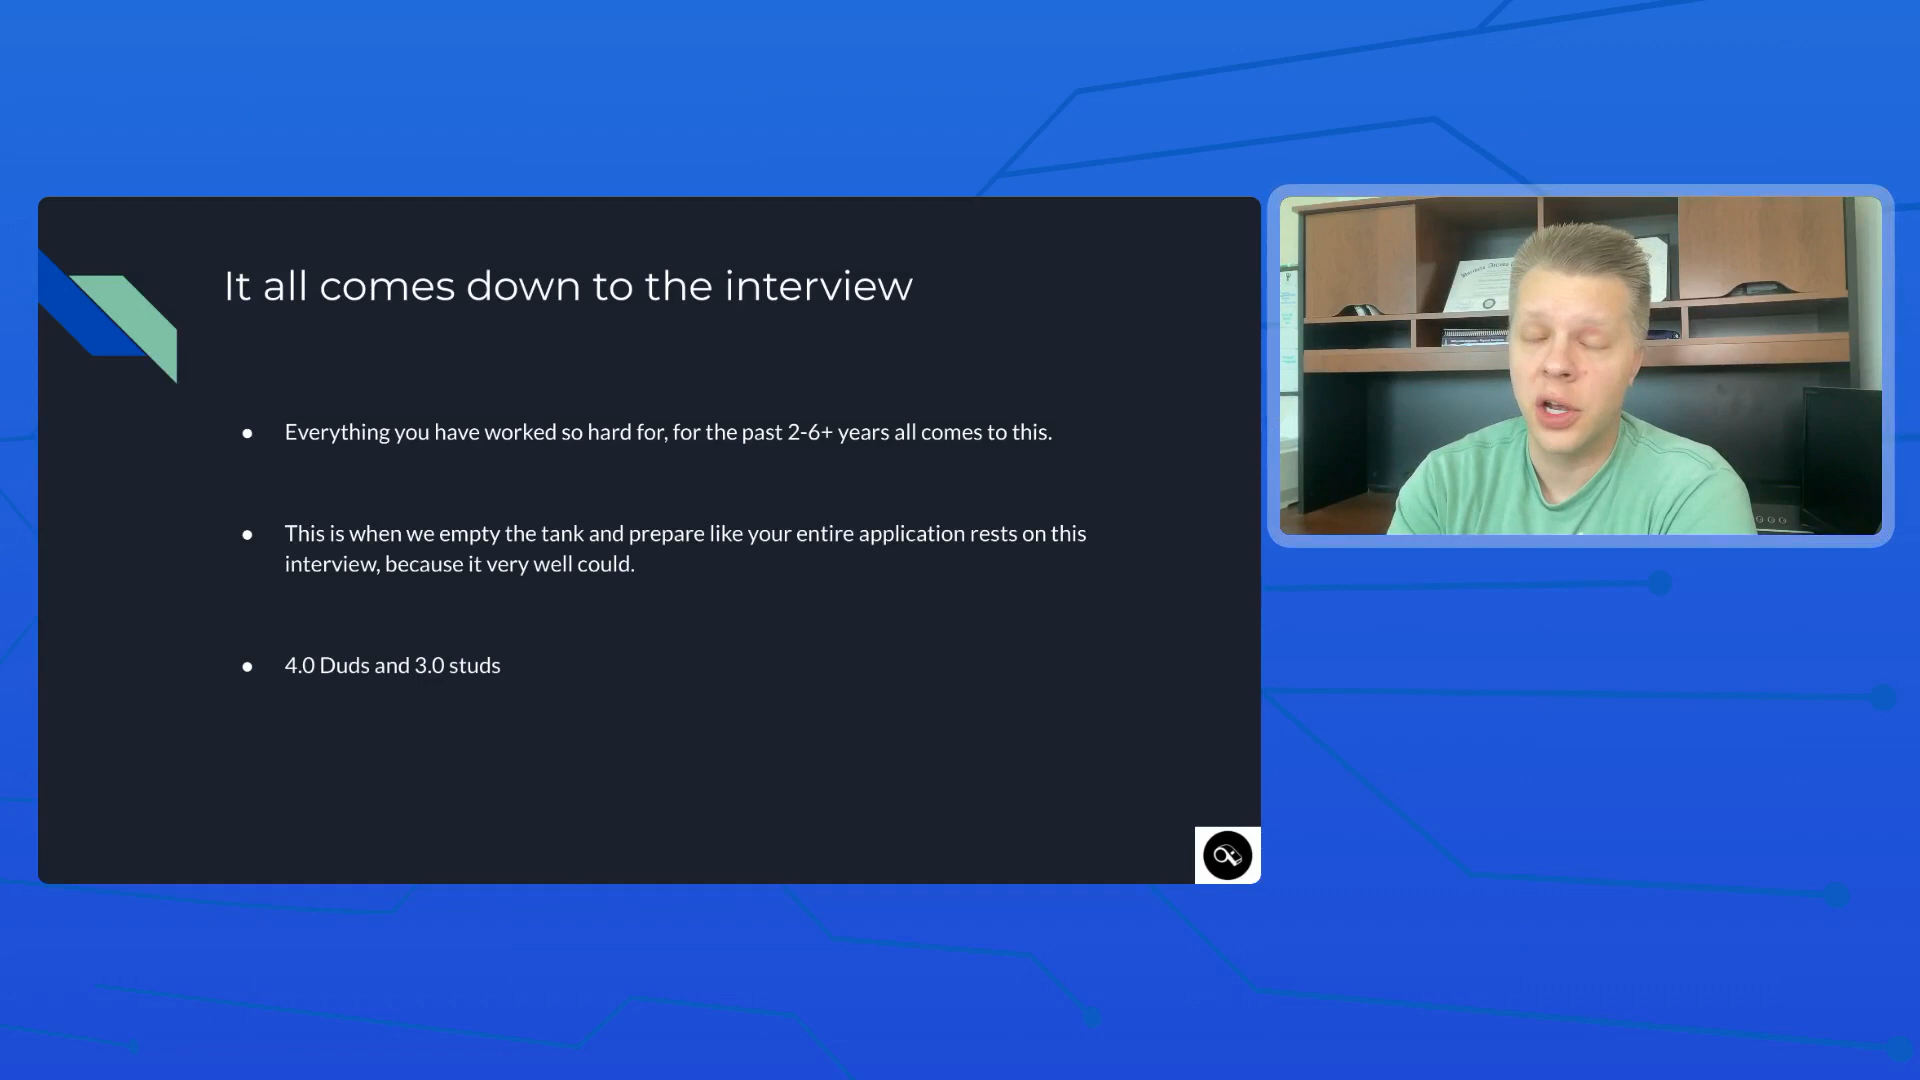 It all comes down to the interview
● Everything you have worked so hard for, for the past 2-6+ years all comes to this.
● This is when we empty the tank and prepare like your entire application rests on this
interview, because it very well could.
● 4.0 Duds and 3.0 studs